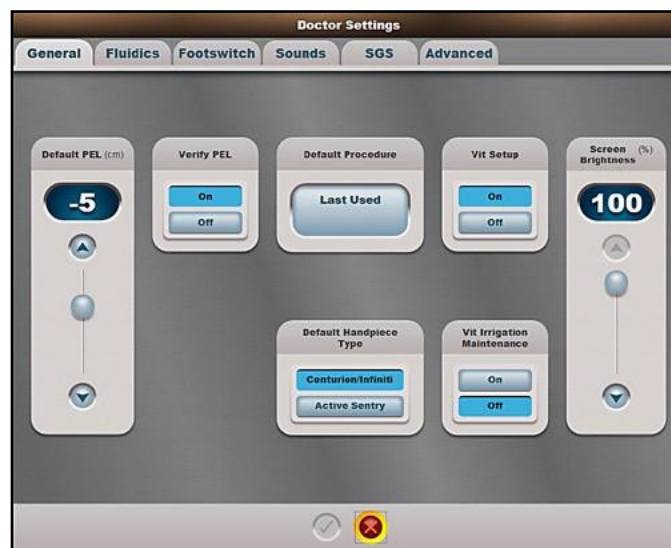 Doctor Settings
General Fluidics Footswitch Sounds SGS Advanced
Default PEL (cm)
-5
Verify PEL
On
Off
Default Procedure
Last Used
Vit Setup
On
Off
Screen (%)
Brightness
100
Default Handpiece
Type
Centurion/Infiniti
Active Sentry
Vit Irrigation
Maintenance
On
Off